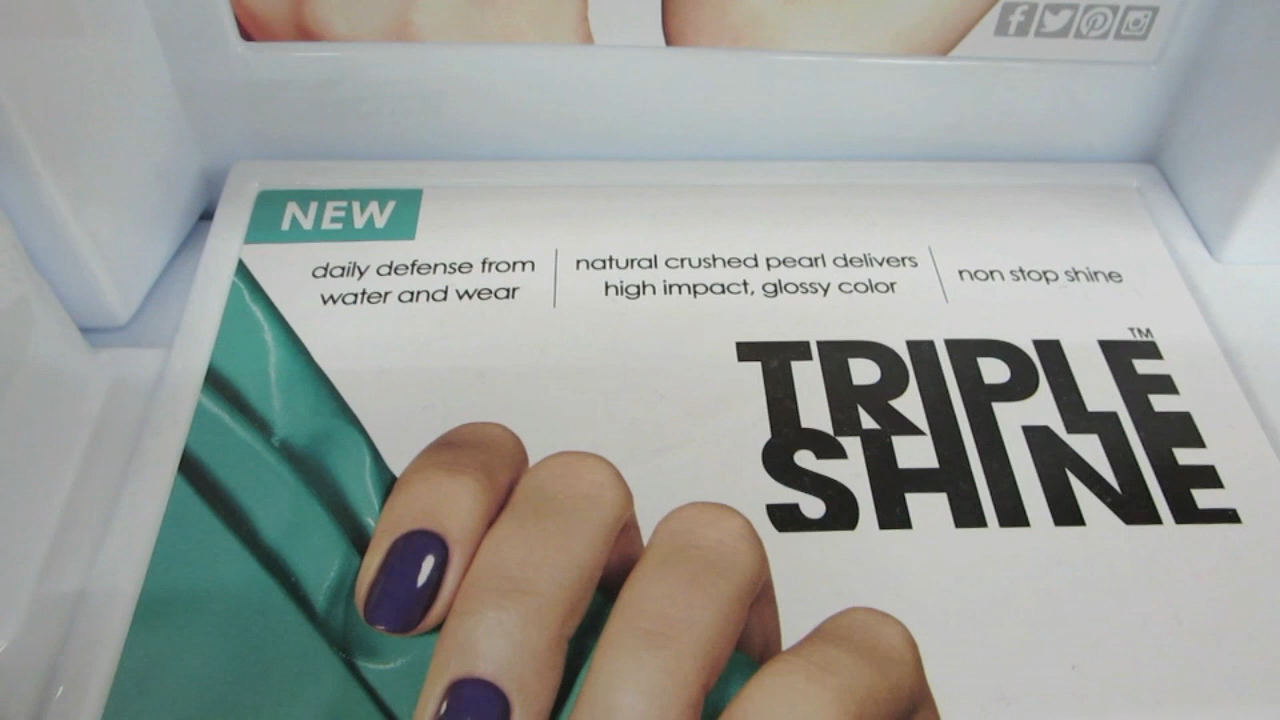 NEW
daily defense from
water and wear
natural crushed pearl delivers
high impact, glossy color
non stop shine
TRIPLE™
SHINE